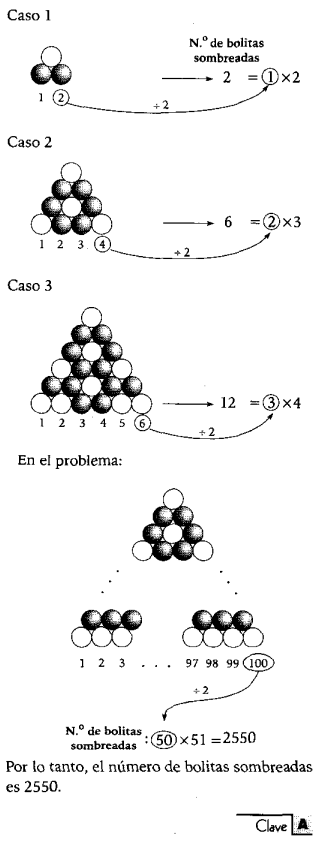 Caso 1
N.º de bolitas
sombreadas
2 = 1 × 2
1 2
÷ 2
Caso 2
6 = 2 × 3
1 2 3 4
÷ 2
Caso 3
12 = 3 × 4
1 2 3 4 5 6
÷ 2
En el problema:
1 2 3 . . . 97 98 99 100
÷ 2
N.º de bolitas
sombreadas : 50 × 51 = 2550
Por lo tanto, el número de bolitas sombreadas
es 2550.
Clave A